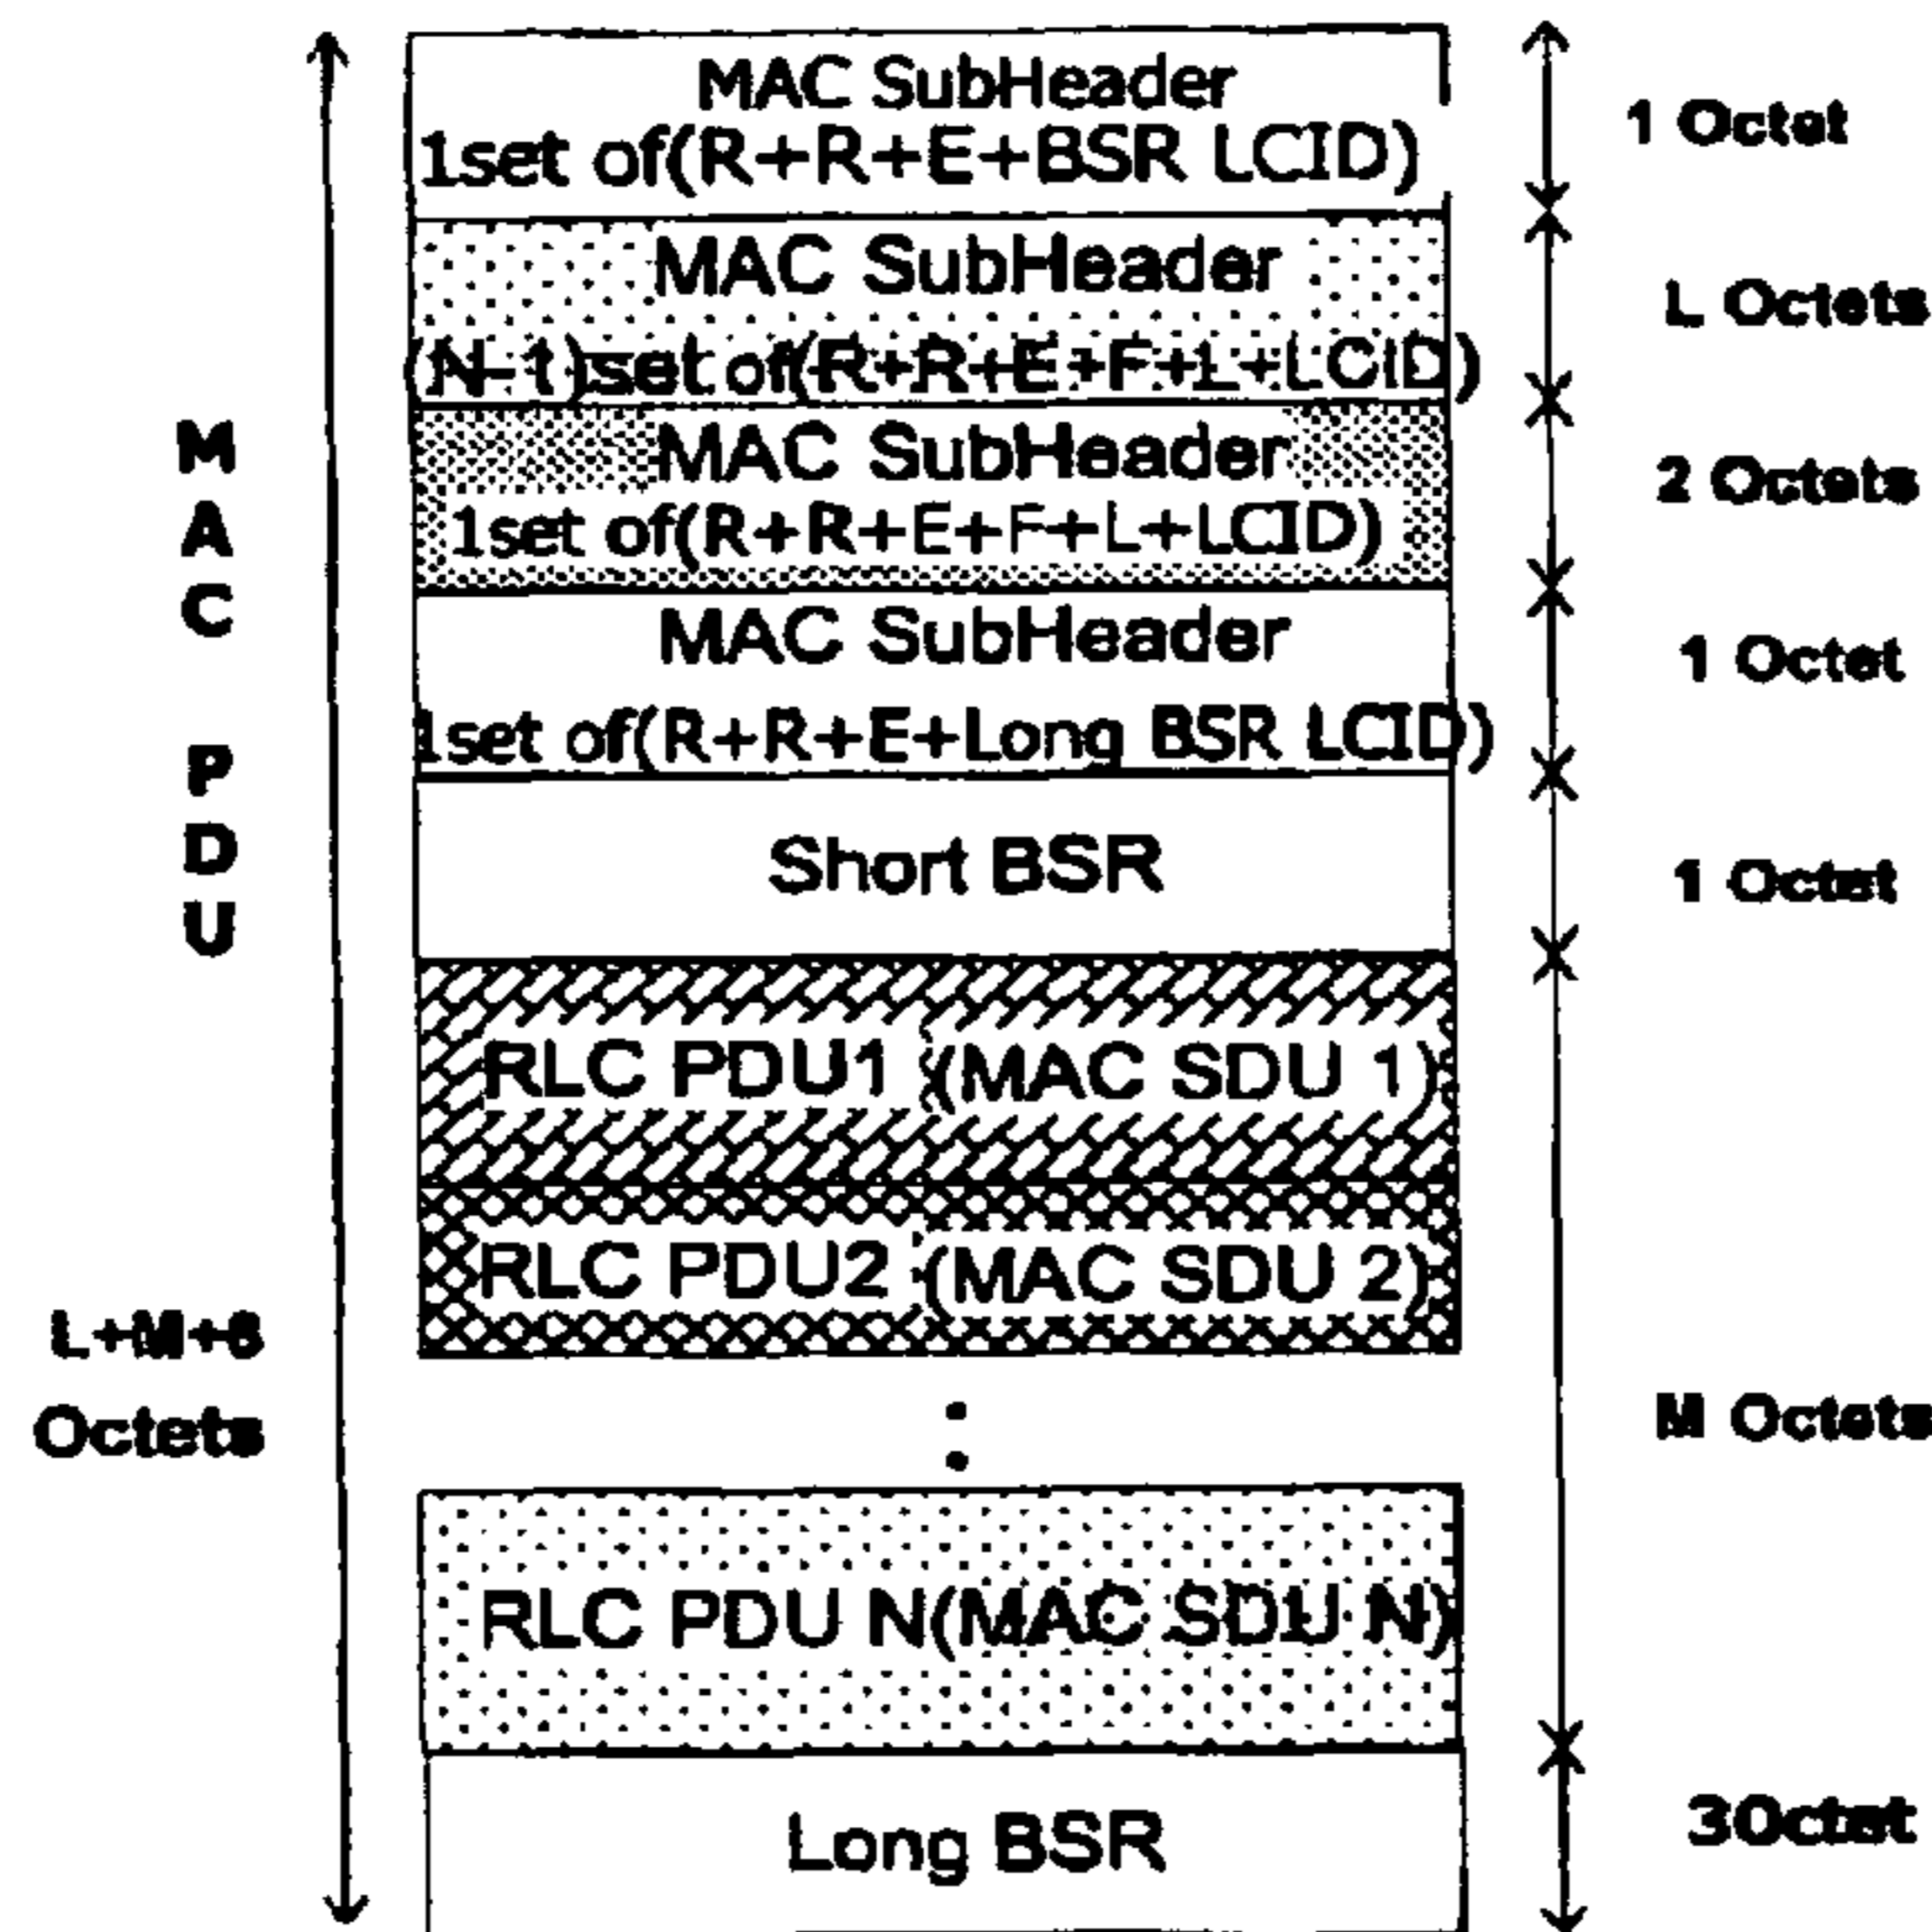 MAC SubHeader
1set of(R+R+E+BSR LCID)
1 Octet
MAC SubHeader
(N-1)set of(R+R+E+F+L+LCID)
L Octets
MAC SubHeader
1set of(R+R+E+F+L+LCID)
2 Octets
MAC SubHeader
1set of(R+R+E+Long BSR LCID)
1 Octet
MAC PDU
Short BSR
1 Octet
RLC PDU1 (MAC SDU 1)
RLC PDU2 (MAC SDU 2)
L+M+
Octets
M Octets
RLC PDU N(MAC SDU N)
Long BSR
3Octet